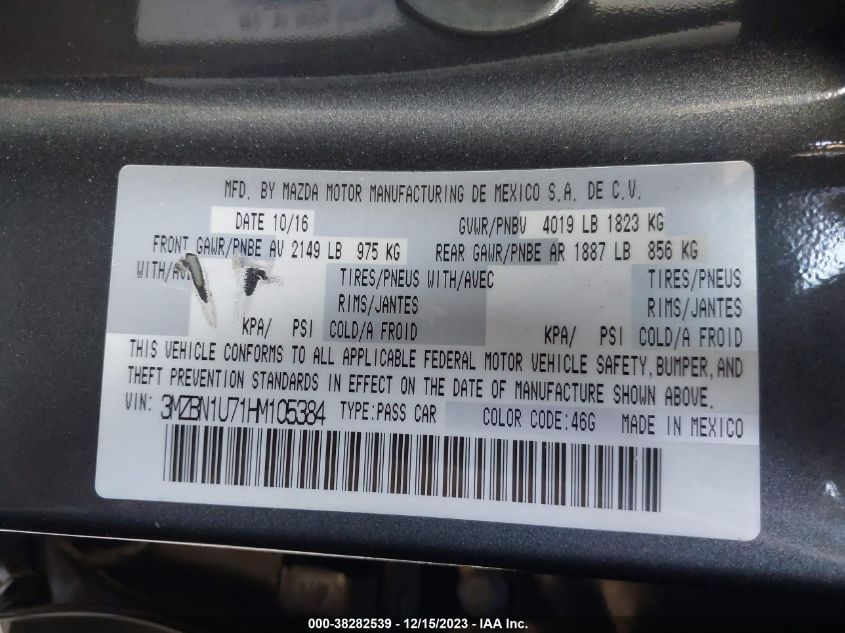 MFD. BY MAZDA MOTOR MANUFACTURING DE MEXICO S.A. DE C.V.
DATE 10/16 GVWR/PNBV 4019 LB 1823 KG
FRONT GAWR/PNBE AV 2149 LB 975 KG REAR GAWR/PNBE AR 1887 LB 856 KG
WITH/AVEC TIRES/PNEUS WITH/AVEC TIRES/PNEUS
RIMS/JANTES RIMS/JANTES
KPA/ PSI COLD/A FROID KPA/ PSI COLD/A FROID
THIS VEHICLE CONFORMS TO ALL APPLICABLE FEDERAL MOTOR VEHICLE SAFETY, BUMPER, AND
THEFT PREVENTION STANDARDS IN EFFECT ON THE DATE OF MANUFACTURE SHOWN ABOVE.
VIN: 3MZBN1U71HM105384 TYPE:PASS CAR COLOR CODE:46G MADE IN MEXICO
000-38282539 - 12/15/2023 - IAA Inc.